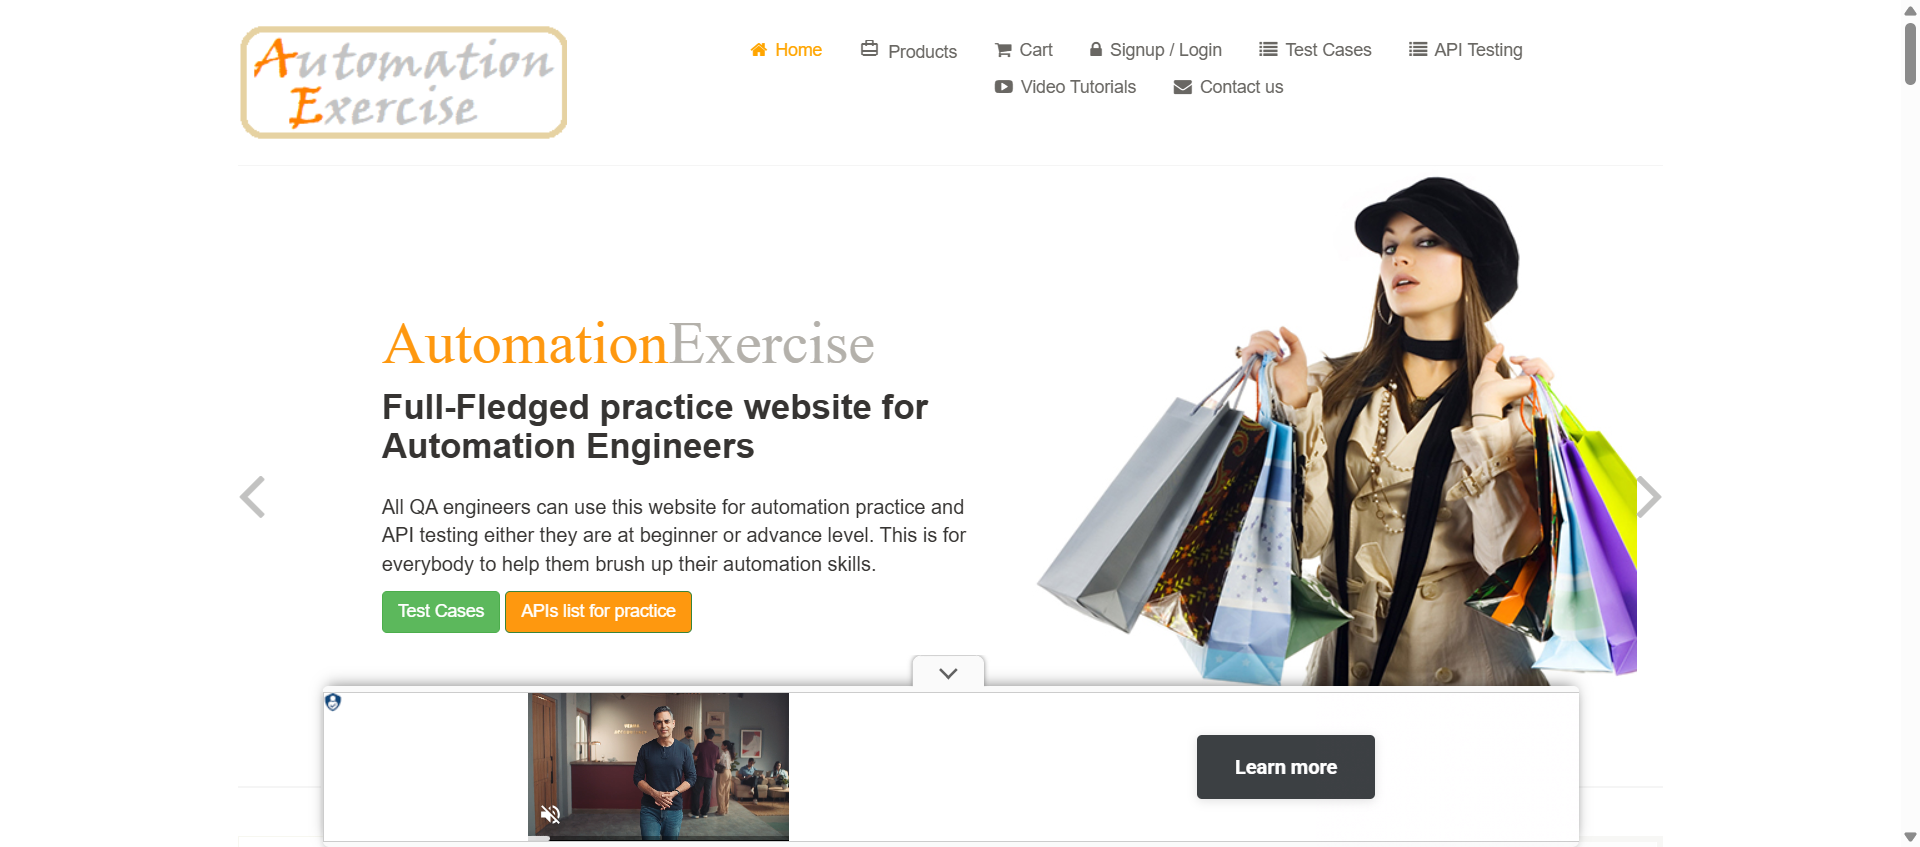 Automation
Exercise
Home
Products
Cart
Signup / Login
Test Cases
API Testing
Video Tutorials
Contact us
AutomationExercise
Full-Fledged practice website for
Automation Engineers
All QA engineers can use this website for automation practice and
API testing either they are at beginner or advance level. This is for
everybody to help them brush up their automation skills.
Test Cases
APIs list for practice
Learn more